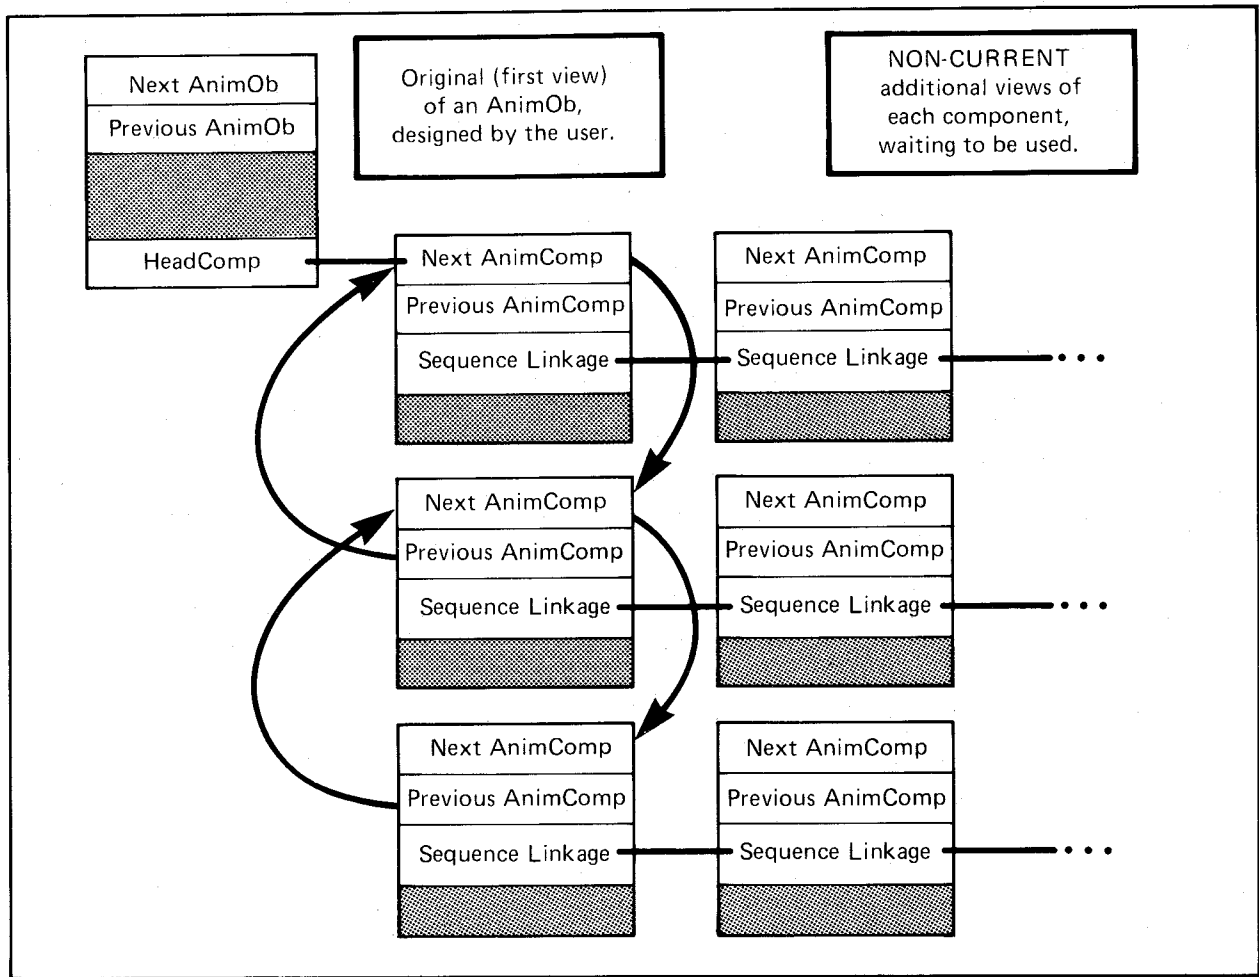 Next AnimOb
Previous AnimOb
HeadComp
Original (first view)
of an AnimOb,
designed by the user.
NON-CURRENT
additional views of
each component,
waiting to be used.
Next AnimComp
Previous AnimComp
Sequence Linkage
Next AnimComp
Previous AnimComp
Sequence Linkage
Next AnimComp
Previous AnimComp
Sequence Linkage
Next AnimComp
Previous AnimComp
Sequence Linkage
Next AnimComp
Previous AnimComp
Sequence Linkage
Next AnimComp
Previous AnimComp
Sequence Linkage